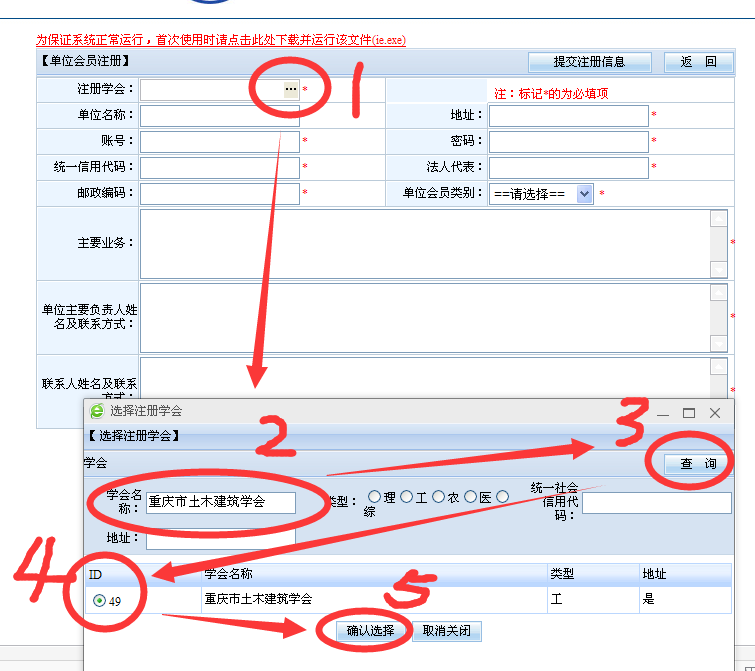 为保证系统正常运行，首次使用时请点击此处下载并运行该文件(ie.exe)
【单位会员注册】 提交注册信息 返 回
注册学会： ... * 1 注：标记*的为必填项
单位名称： 地址： *
账号： * 密码： *
统一信用代码： * 法人代表： *
邮政编码： * 单位会员类别： ==请选择== *
主要业务： *
单位主要负责人姓
名及联系方式： *
联系人姓名及联系
方式： *
选择注册学会
2 3
【 选择注册学会】
学会 查 询
学会名
称： 重庆市土木建筑学会 类型： 理 工 农 医
综
统一社会
信用代
码：
地址：
4 ID 学会名称 类型 地址
49 重庆市土木建筑学会 工 是
5
确认选择 取消关闭